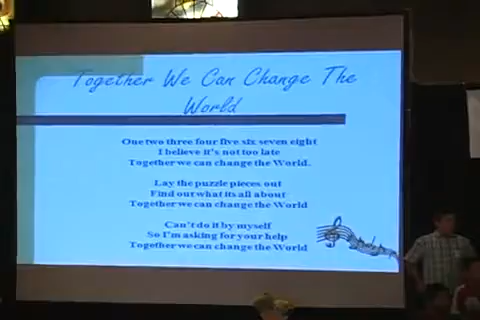 Together We Can Change The
World
One two three four five six seven eight
I believe it's not too late
Together we can change the World.
Lay the puzzle pieces out
Find out what its all about
Together we can change the World
Can't do it by myself
So I'm asking for your help
Together we can change the World